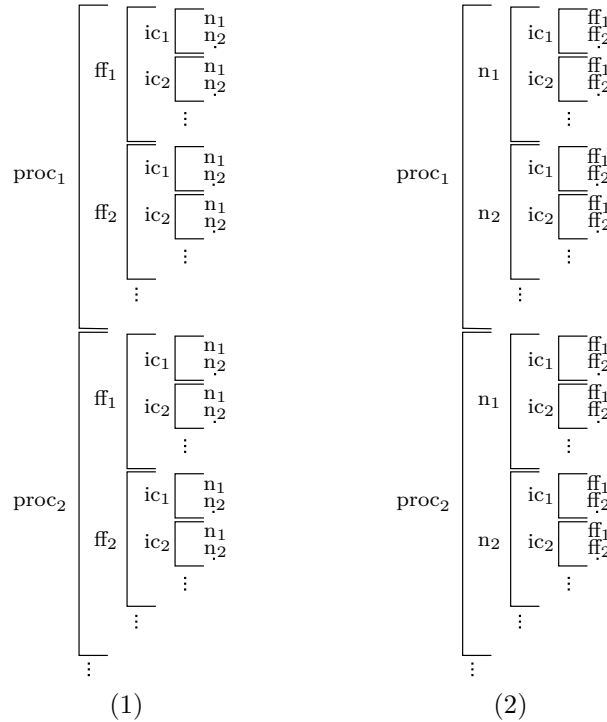 ic₁ n₁ ic₁ ff₁
n₂ ff₂
ff₁ n₁
ic₂ n₁ ic₂ ff₁
n₂ ff₂
⋮ ⋮
ic₁ n₁ ic₁ ff₁
proc₁ n₂ proc₁ ff₂
ff₂ ic₂ n₁ n₂ ic₂ ff₁
n₂ ff₂
⋮ ⋮
⋮ ⋮
ic₁ n₁ ic₁ ff₁
n₂ ff₂
ff₁ ic₂ n₁ n₁ ic₂ ff₁
n₂ ff₂
⋮ ⋮
ic₁ n₁ ic₁ ff₁
proc₂ n₂ proc₂ ff₂
ff₂ ic₂ n₁ n₂ ic₂ ff₁
n₂ ff₂
⋮ ⋮
⋮ ⋮
⋮ ⋮
(1) (2)